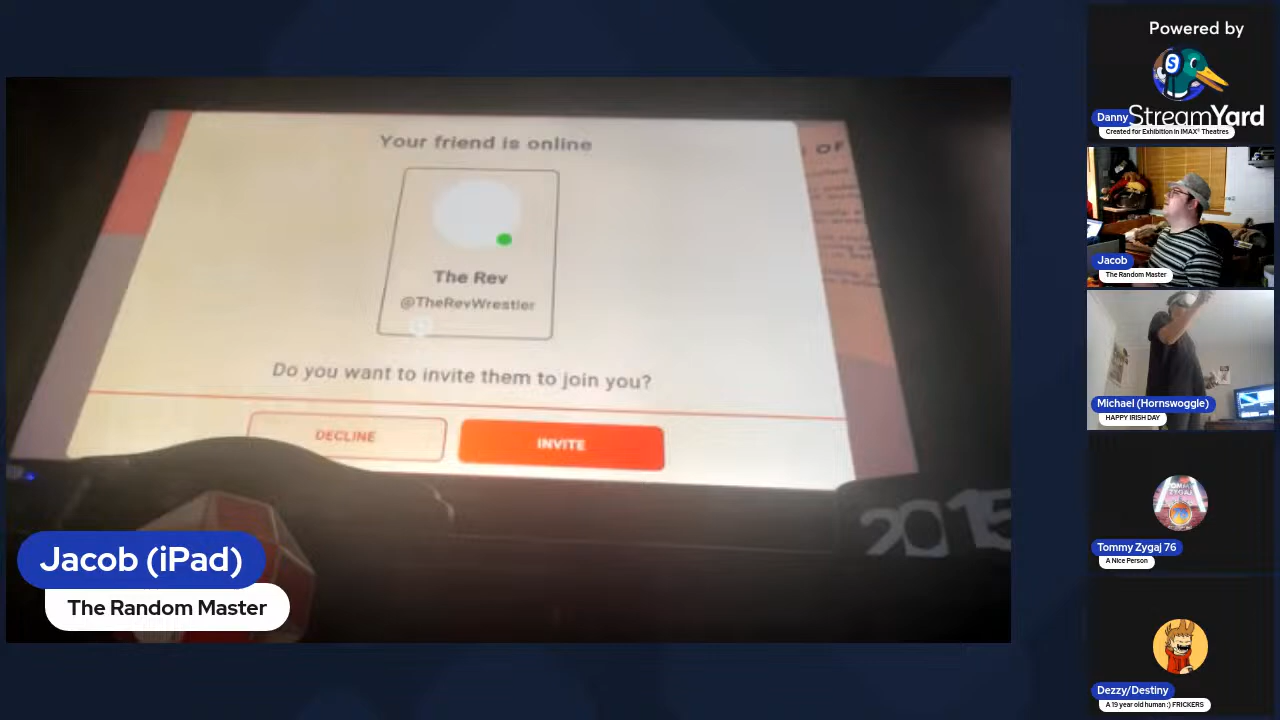 Your friend is online
The Rev
@TheRevWrestler
Do you want to invite them to join you?
DECLINE
INVITE
OF
2015
Jacob (iPad)
The Random Master
Powered by
StreamYard
Danny
Created for Exhibition in IMAX® Theatres
Jacob
The Random Master
Michael (Hornswoggle)
HAPPY IRISH DAY
Tommy Zygaj 76
A Nice Person
Dezzy/Destiny
A 19 year old human :) FRICKERS